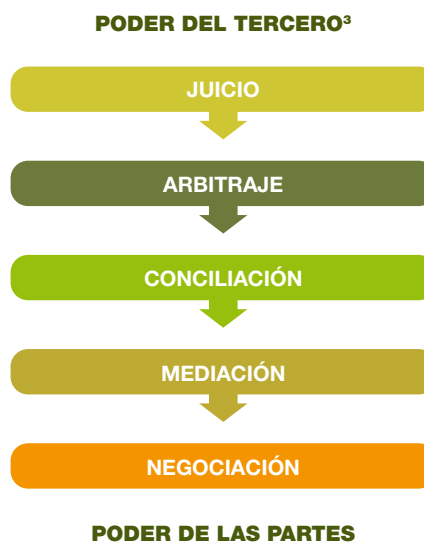 PODER DEL TERCERO³
JUICIO
ARBITRAJE
CONCILIACIÓN
MEDIACIÓN
NEGOCIACIÓN
PODER DE LAS PARTES